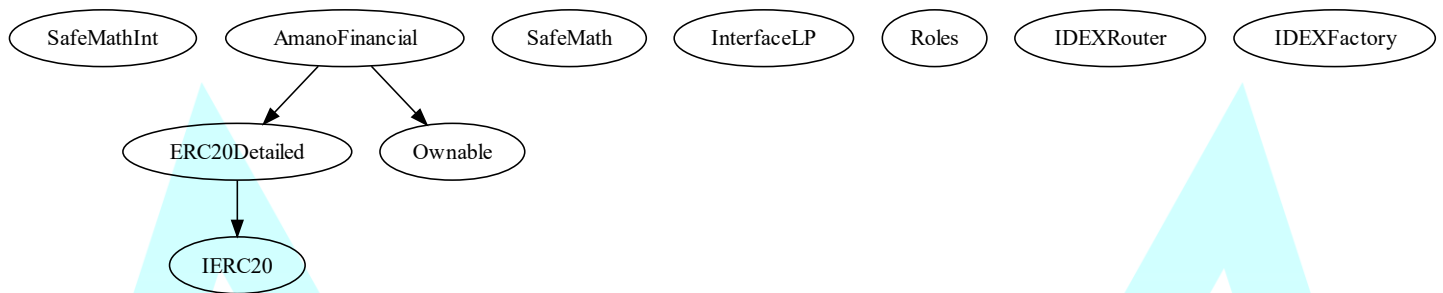 SafeMathInt AmanoFinancial SafeMath InterfaceLP Roles IDEXRouter IDEXFactory
ERC20Detailed Ownable
IERC20